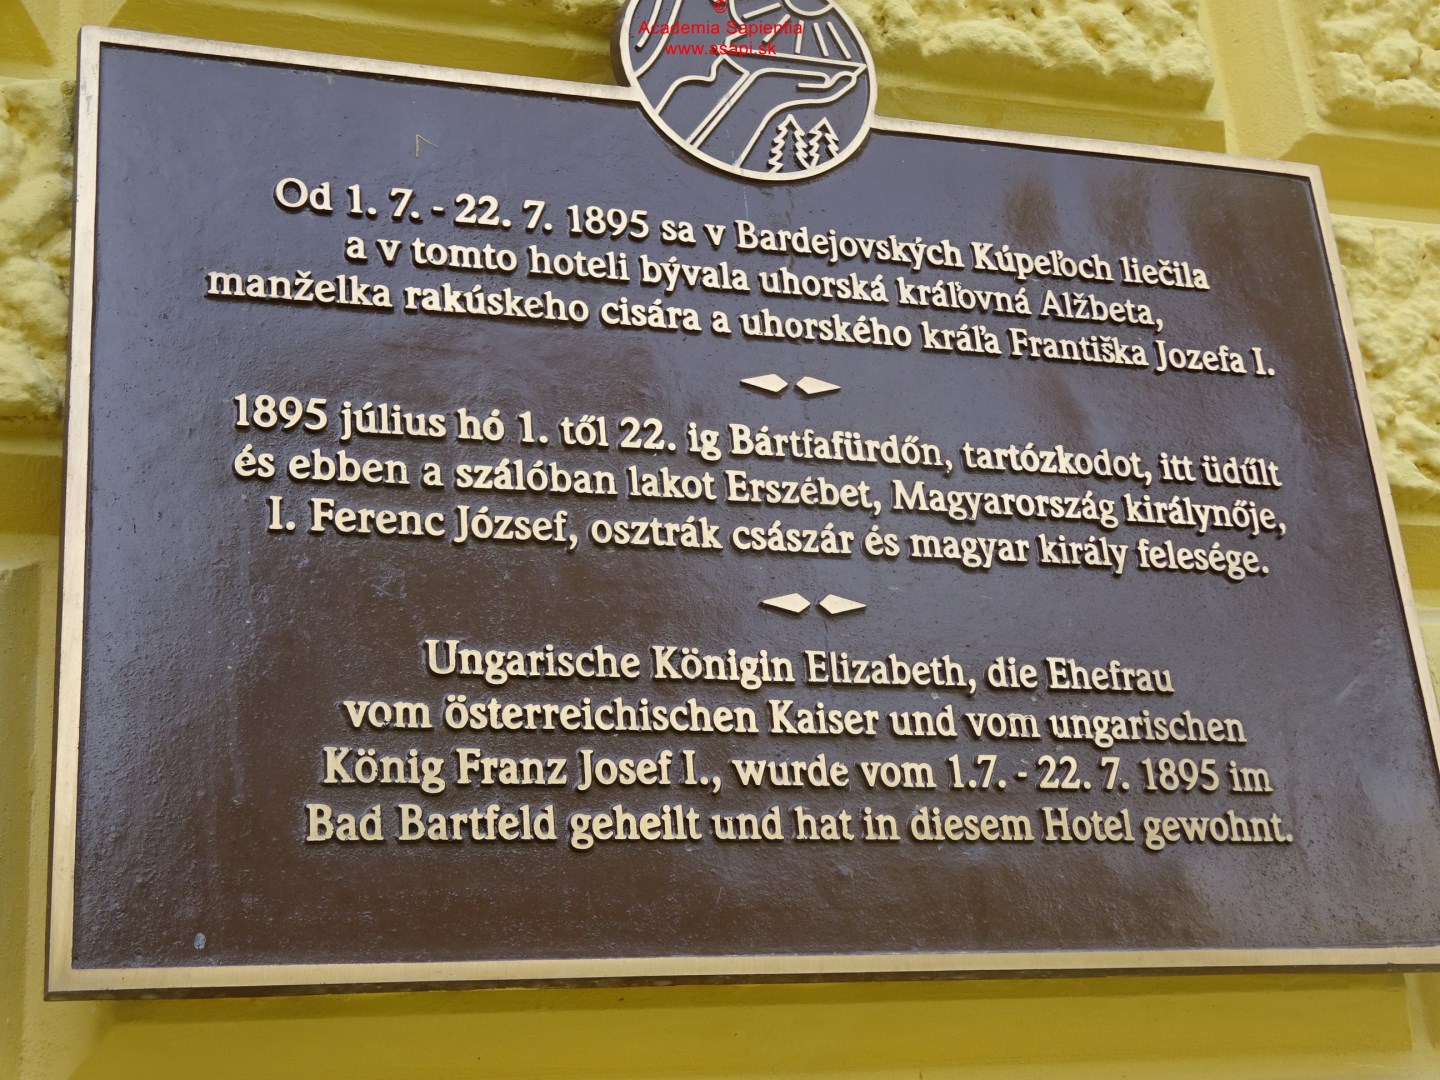 Academia Sapientia
www.asapi.sk
Od 1. 7. - 22. 7. 1895 sa v Bardejovských Kúpeľoch liečila
a v tomto hoteli bývala uhorská kráľovná Alžbeta,
manželka rakúskeho cisára a uhorského kráľa Františka Jozefa I.
1895 július hó 1. től 22. ig Bártfafürdőn, tartózkodot, itt üdűlt
és ebben a szálóban lakot Erszébet, Magyarország királynője,
I. Ferenc József, osztrák császár és magyar király felesége.
Ungarische Königin Elizabeth, die Ehefrau
vom österreichischen Kaiser und vom ungarischen
König Franz Josef I., wurde vom 1.7. - 22. 7. 1895 im
Bad Bartfeld geheilt und hat in diesem Hotel gewohnt.